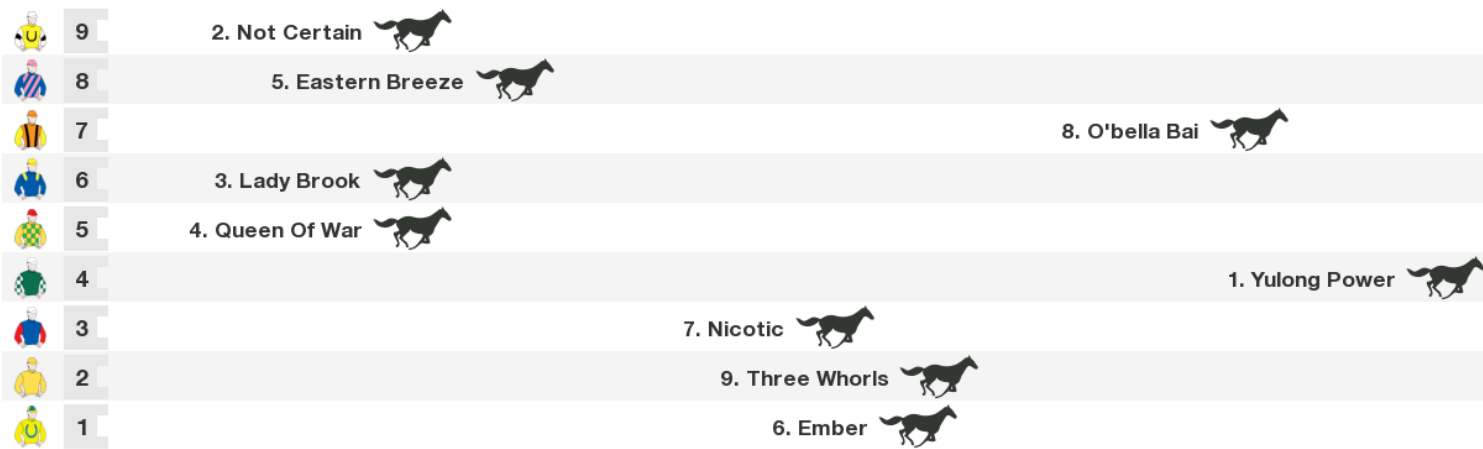 9 2. Not Certain
8 5. Eastern Breeze
7 8. O'bella Bai
6 3. Lady Brook
5 4. Queen Of War
4 1. Yulong Power
3 7. Nicotic
2 9. Three Whorls
1 6. Ember